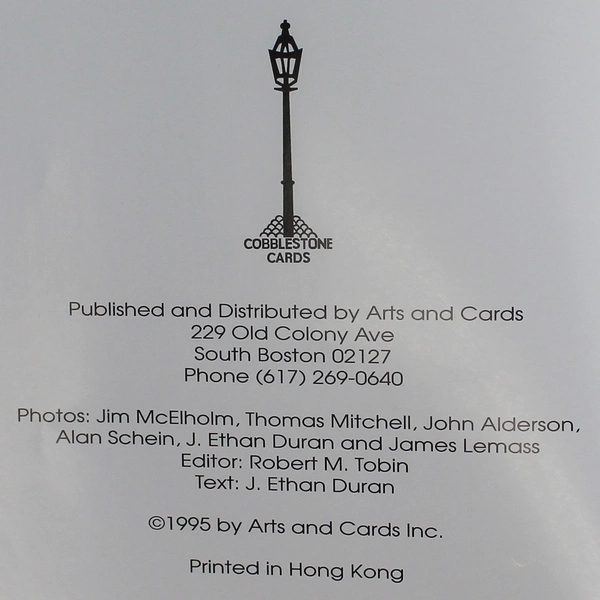 COBBLESTONE
CARDS
Published and Distributed by Arts and Cards
229 Old Colony Ave
South Boston 02127
Phone (617) 269-0640
Photos: Jim McElholm, Thomas Mitchell, John Alderson,
Alan Schein, J. Ethan Duran and James Lemass
Editor: Robert M. Tobin
Text: J. Ethan Duran
©1995 by Arts and Cards Inc.
Printed in Hong Kong